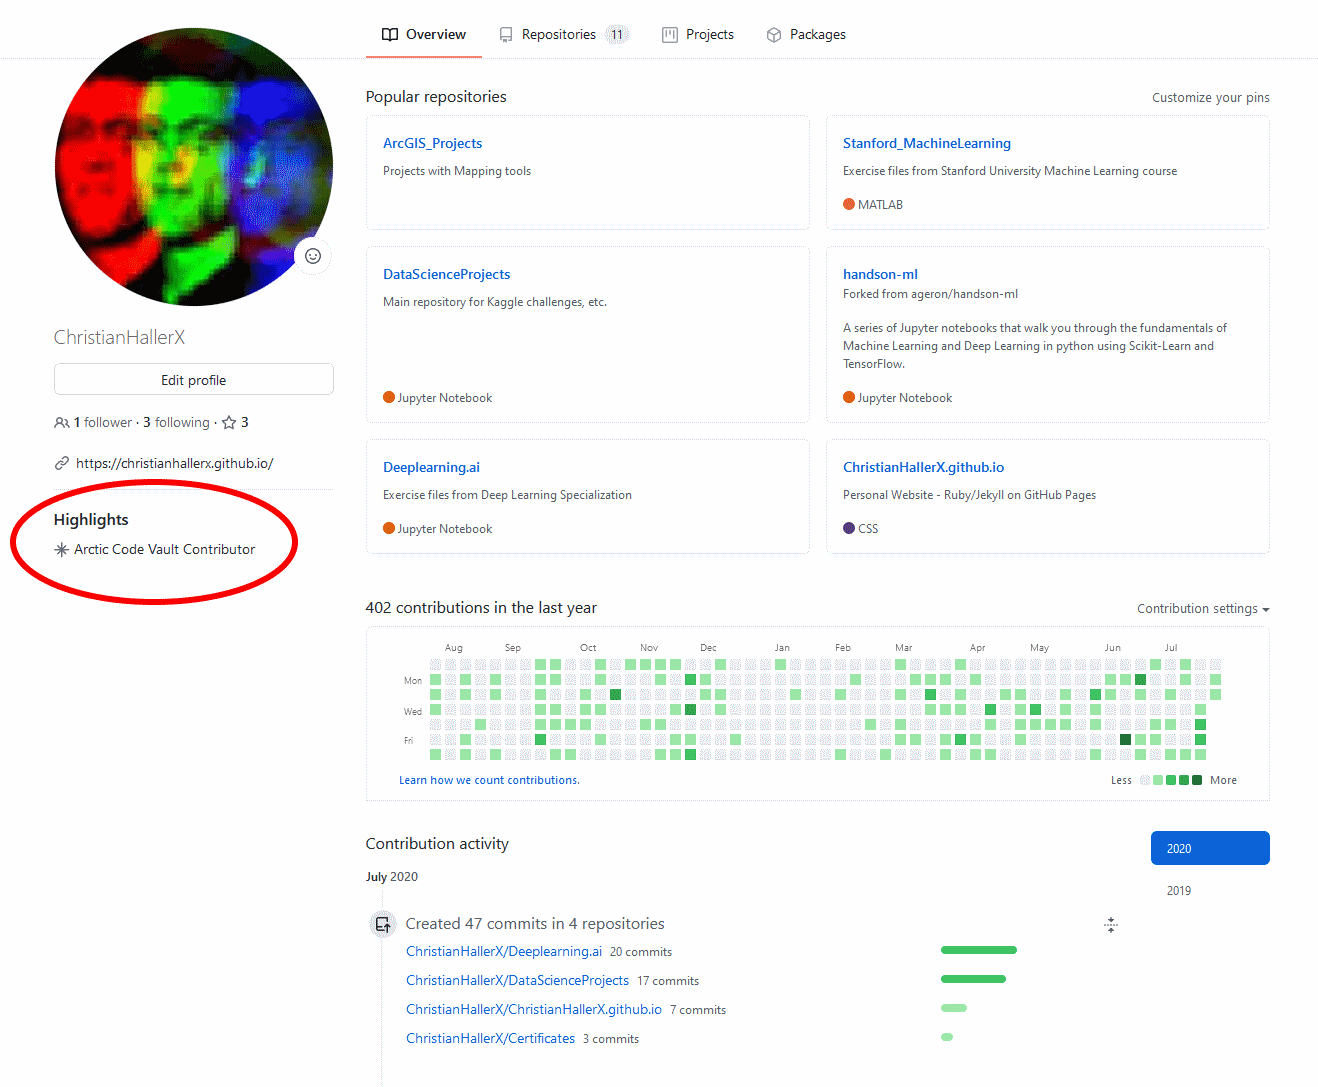 Overview Repositories 11 Projects Packages
Popular repositories Customize your pins
ArcGIS_Projects
Projects with Mapping tools
Stanford_MachineLearning
Exercise files from Stanford University Machine Learning course
MATLAB
DataScienceProjects
Main repository for Kaggle challenges, etc.
Jupyter Notebook
handson-ml
Forked from ageron/handson-ml
A series of Jupyter notebooks that walk you through the fundamentals of
Machine Learning and Deep Learning in python using Scikit-Learn and
TensorFlow.
Jupyter Notebook
Deeplearning.ai
Exercise files from Deep Learning Specialization
Jupyter Notebook
ChristianHallerX.github.io
Personal Website - Ruby/Jekyll on GitHub Pages
CSS
ChristianHallerX
Edit profile
1 follower · 3 following · 3
https://christianhallerx.github.io/
Highlights
Arctic Code Vault Contributor
402 contributions in the last year Contribution settings
Aug Sep Oct Nov Dec Jan Feb Mar Apr May Jun Jul
Mon
Wed
Fri
Learn how we count contributions. Less More
Contribution activity
2020
2019
July 2020
Created 47 commits in 4 repositories
ChristianHallerX/Deeplearning.ai 20 commits
ChristianHallerX/DataScienceProjects 17 commits
ChristianHallerX/ChristianHallerX.github.io 7 commits
ChristianHallerX/Certificates 3 commits